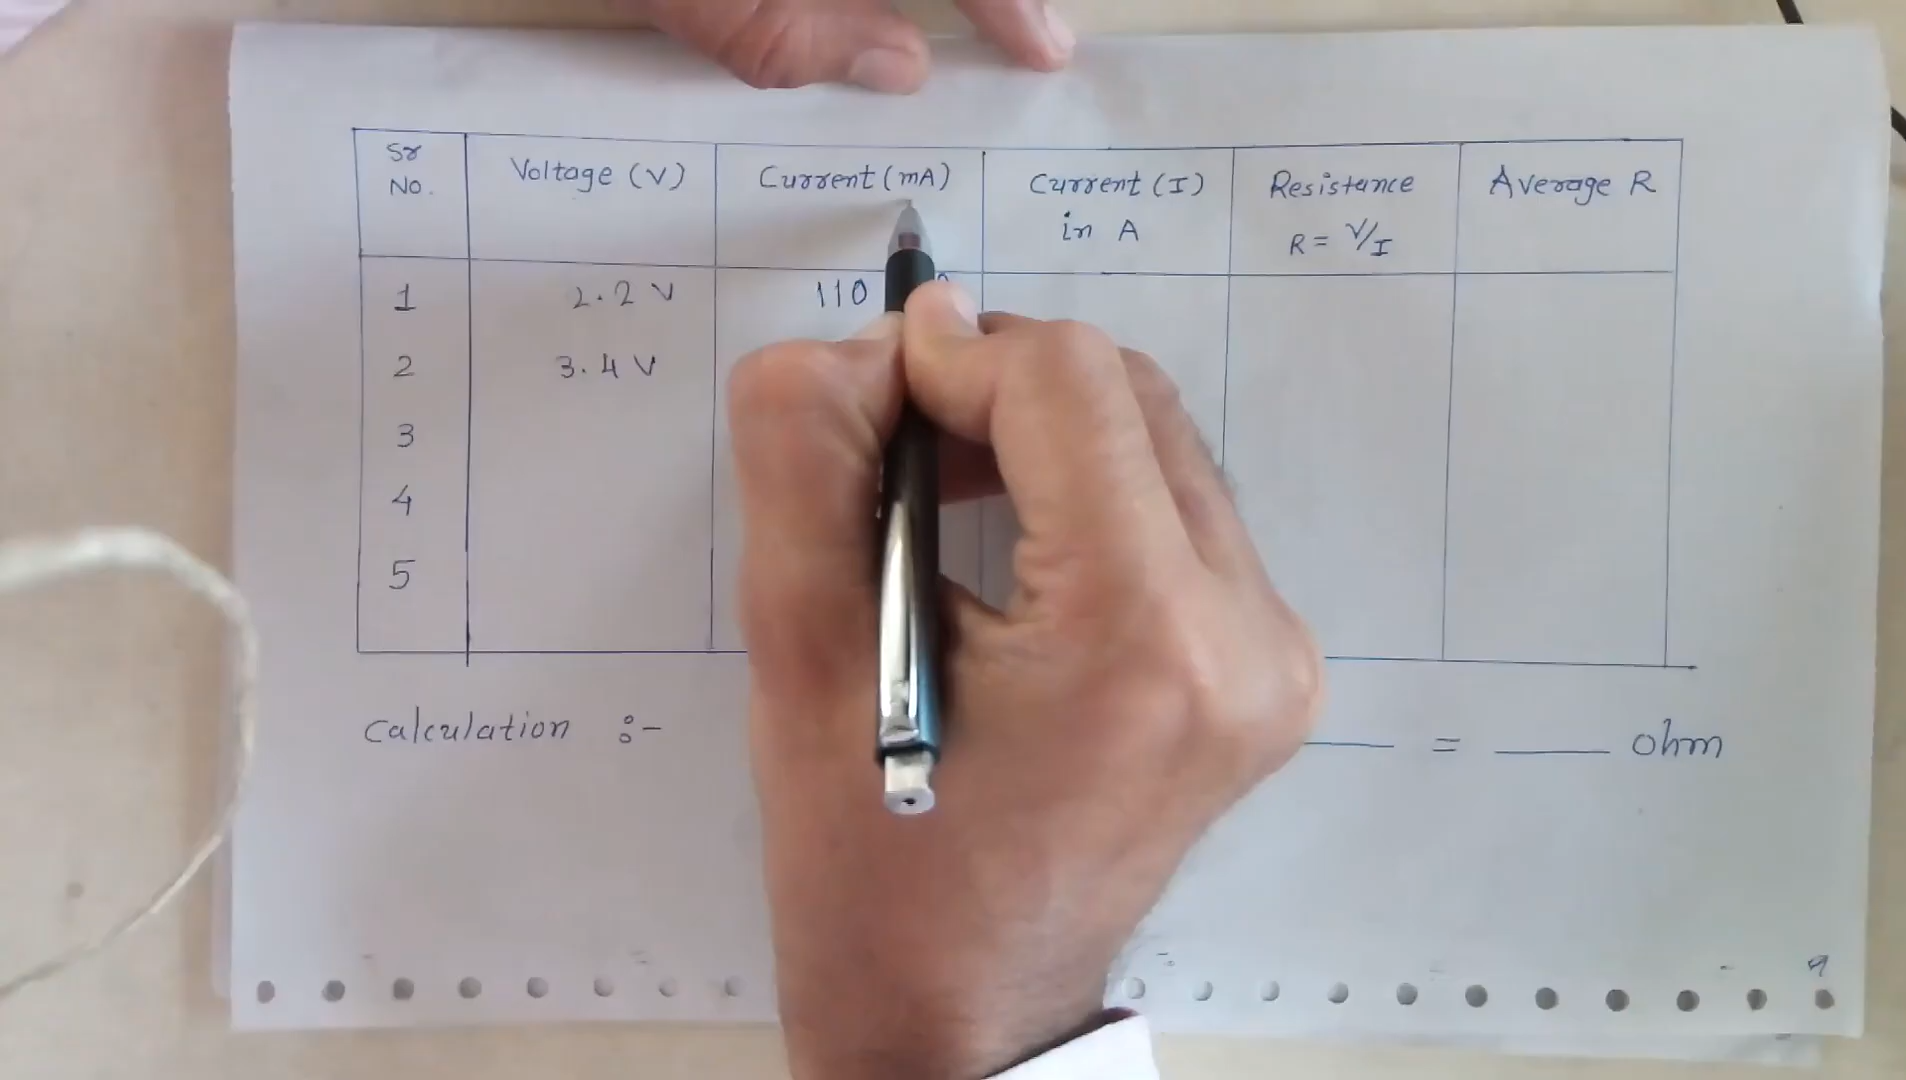 Sr No.
Voltage (V)
Current (mA)
Current (I) in A
Resistance R = V/I
Average R
1
2.2 V
110
2
3.4 V
3
4
5
Calculation :-
= ohm